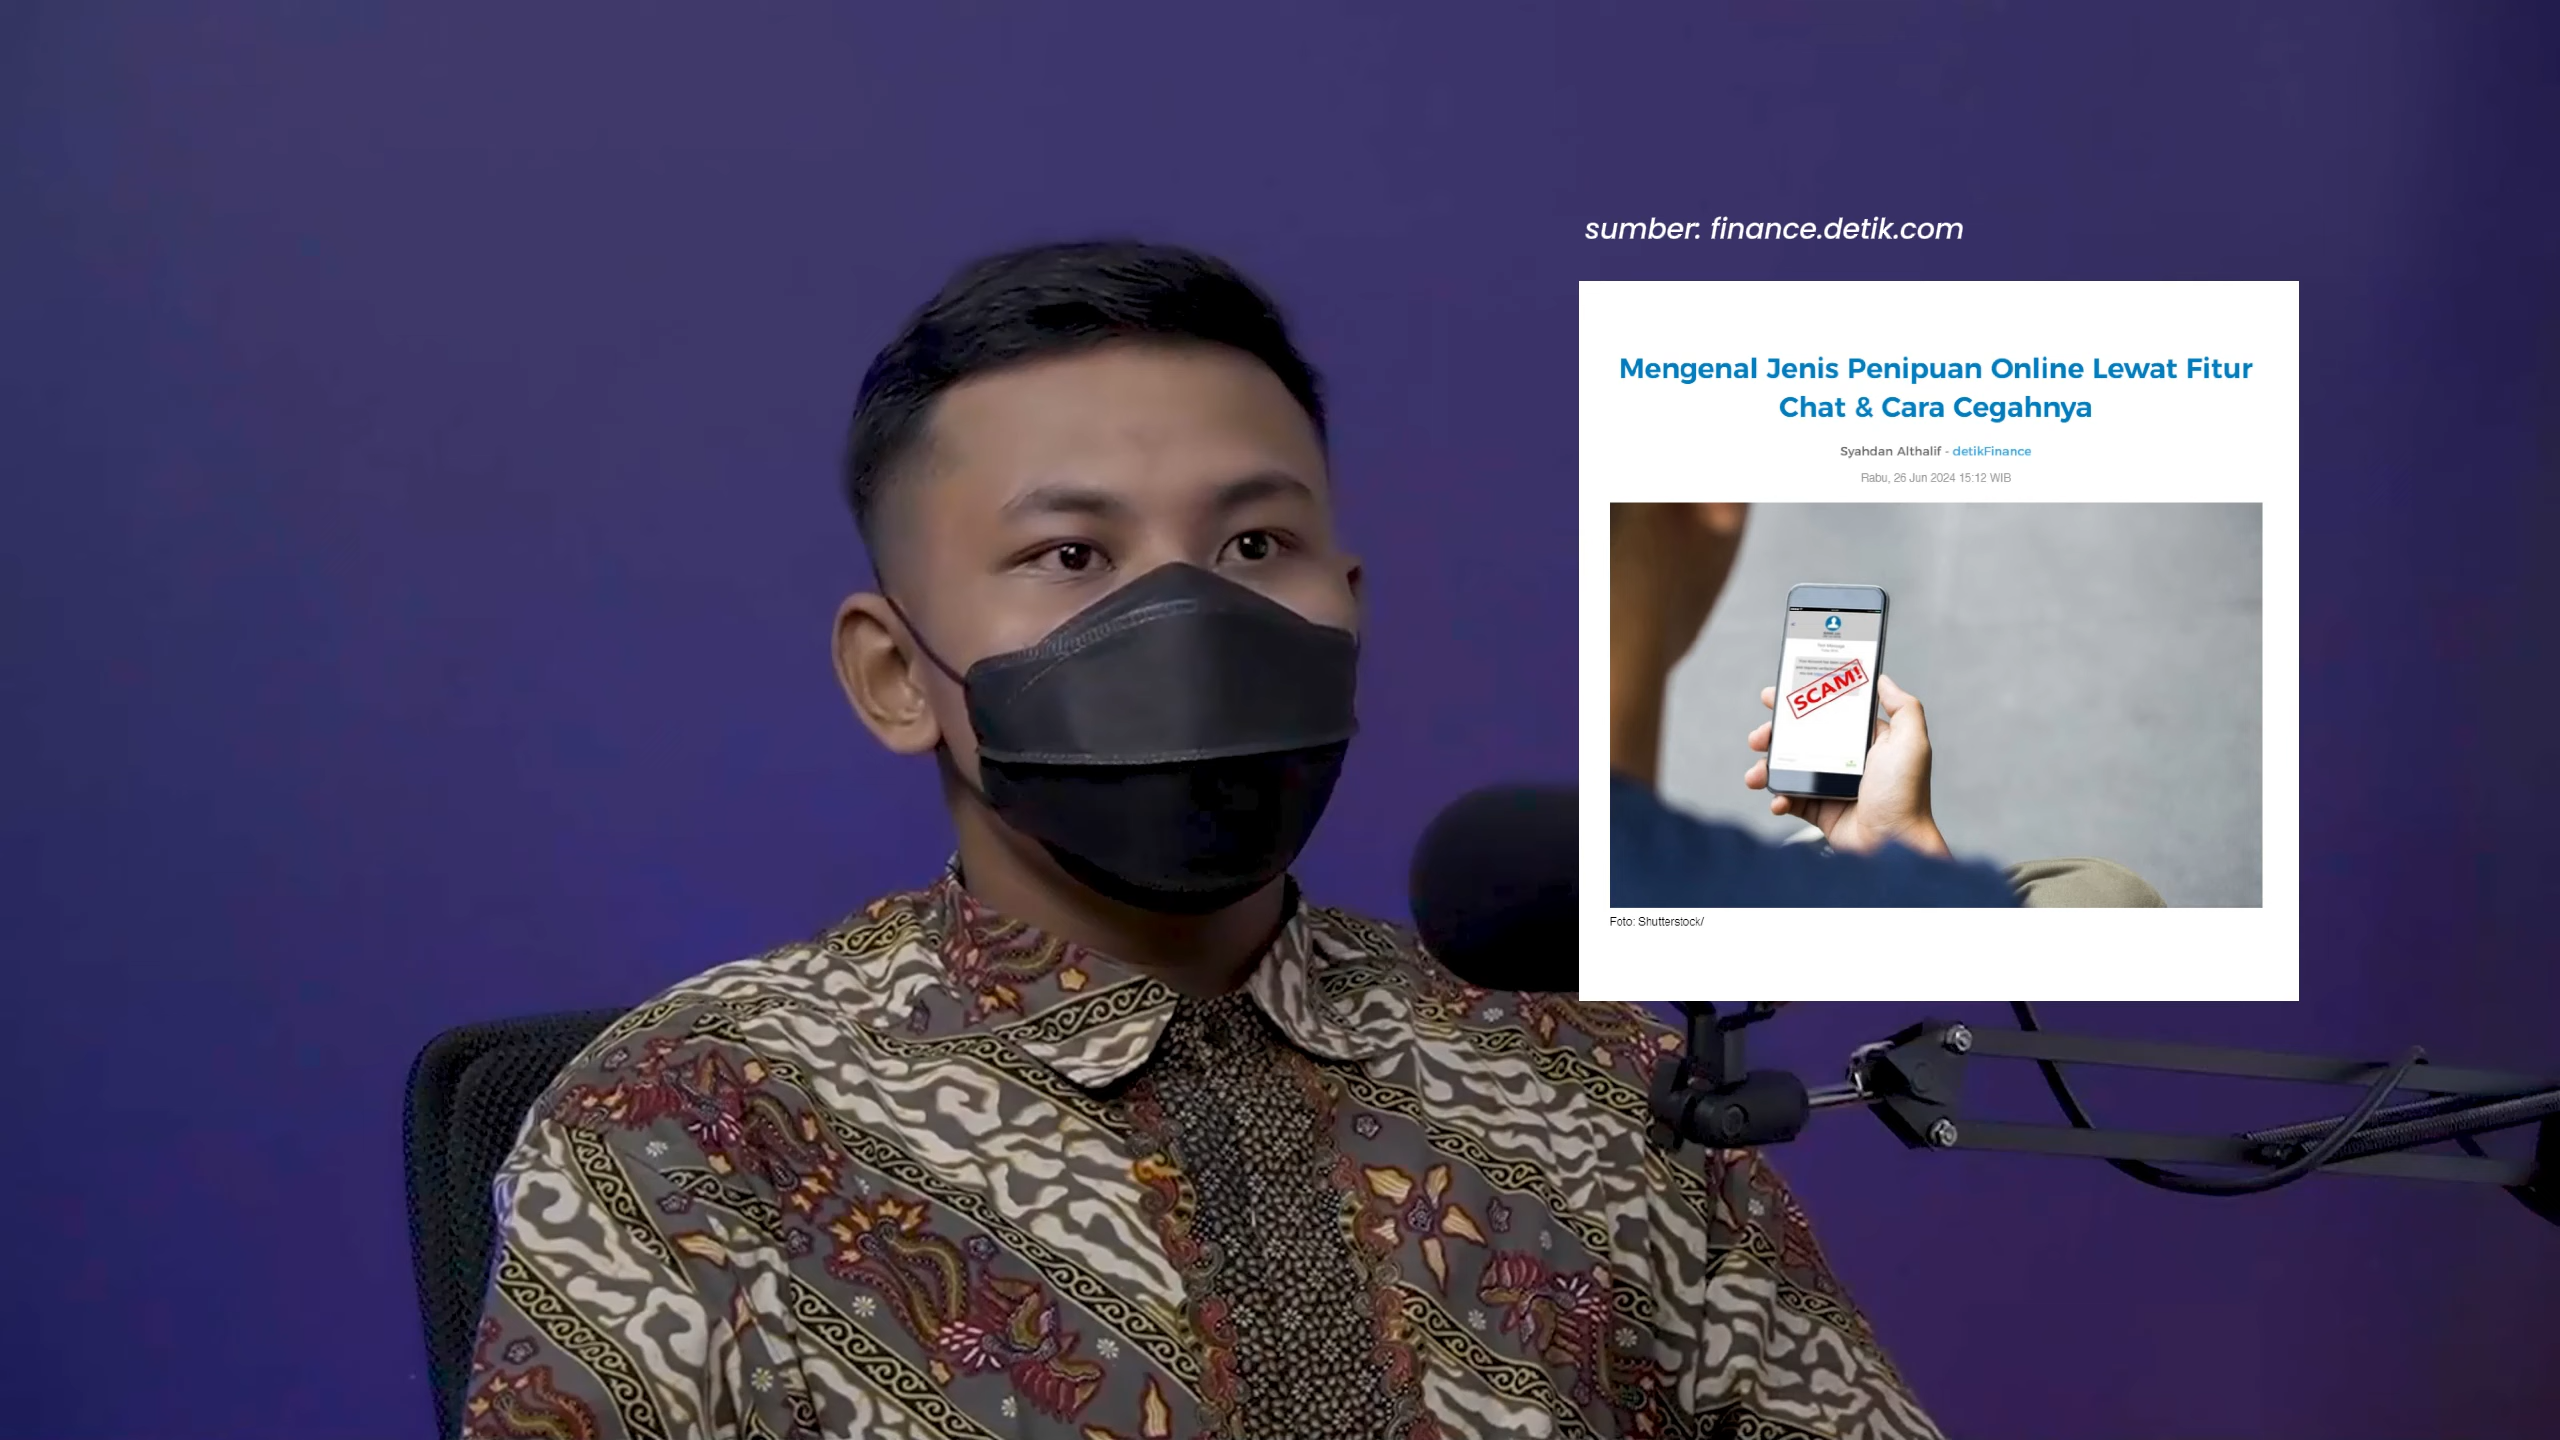 sumber: finance.detik.com
Mengenal Jenis Penipuan Online Lewat Fitur
Chat & Cara Cegahnya
Syahdan Althalif - detikFinance
Rabu, 26 Jun 2024 15:12 WIB
SCAM!
Foto: Shutterstock/